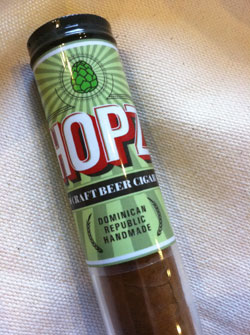 HOPZ
CRAFT BEER CIGAR
DOMINICAN
REPUBLIC
HANDMADE